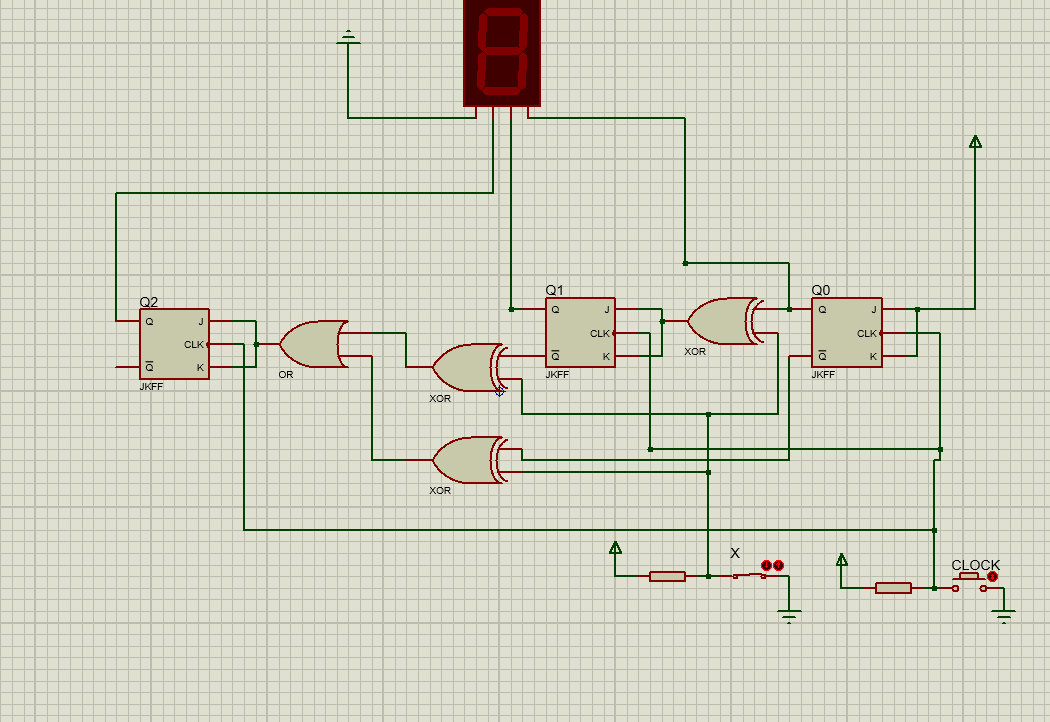 Q2
Q
J
CLK
Q
K
JKFF
OR
XOR
XOR
Q1
Q
J
CLK
Q
K
JKFF
XOR
Q0
Q
J
CLK
Q
K
JKFF
X
CLOCK